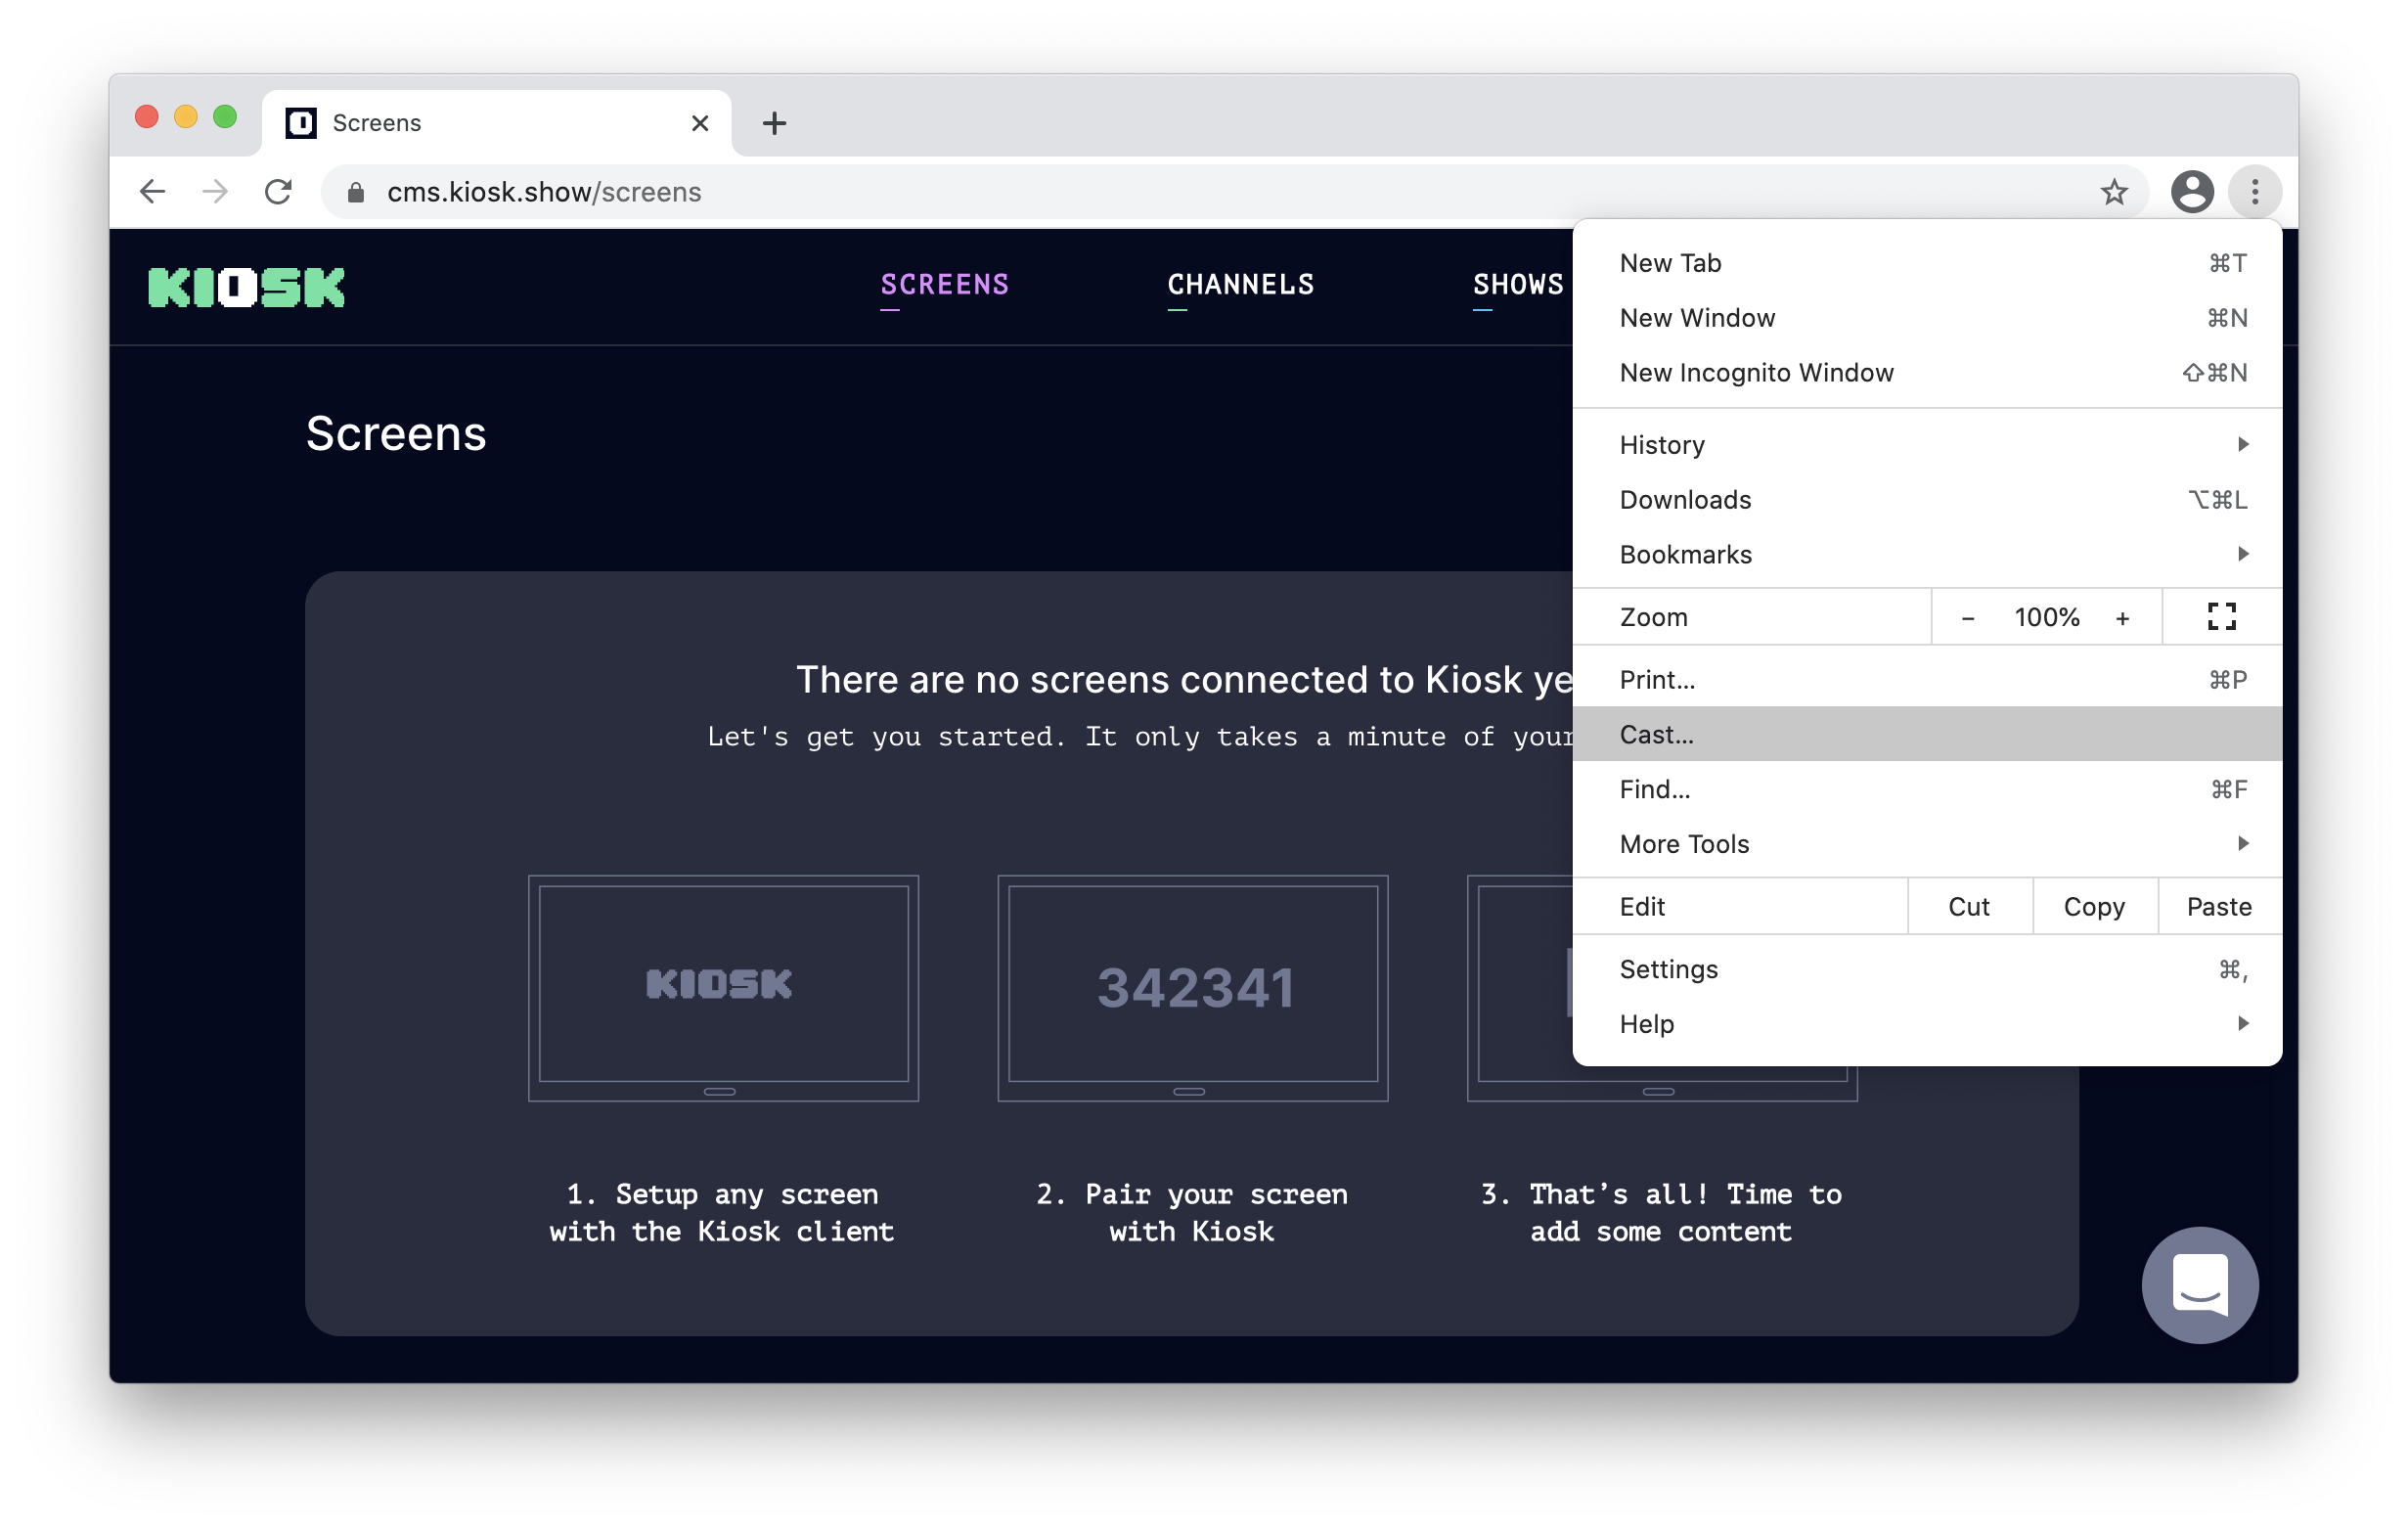 Screens
cms.kiosk.show/screens
KIOSK
SCREENS
CHANNELS
SHOWS
New Tab ⌘T
New Window ⌘N
New Incognito Window ⇧⌘N
History
Downloads ⌥⌘L
Bookmarks
Zoom - 100% +
Print... ⌘P
Cast...
Find... ⌘F
More Tools
Edit Cut Copy Paste
Settings ⌘,
Help
Screens
There are no screens connected to Kiosk
Let's get you started. It only takes a minute of your
KIOSK
342341
1. Setup any screen
with the Kiosk client
2. Pair your screen
with Kiosk
3. That’s all! Time to
add some content